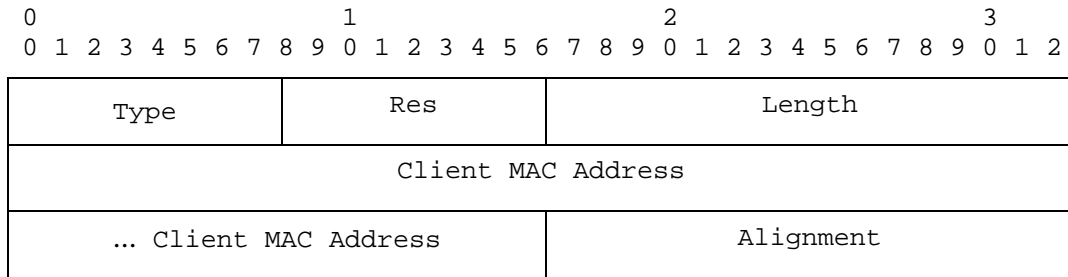 0 1 2 3
0 1 2 3 4 5 6 7 8 9 0 1 2 3 4 5 6 7 8 9 0 1 2 3 4 5 6 7 8 9 0 1 2
Type Res Length
Client MAC Address
… Client MAC Address Alignment